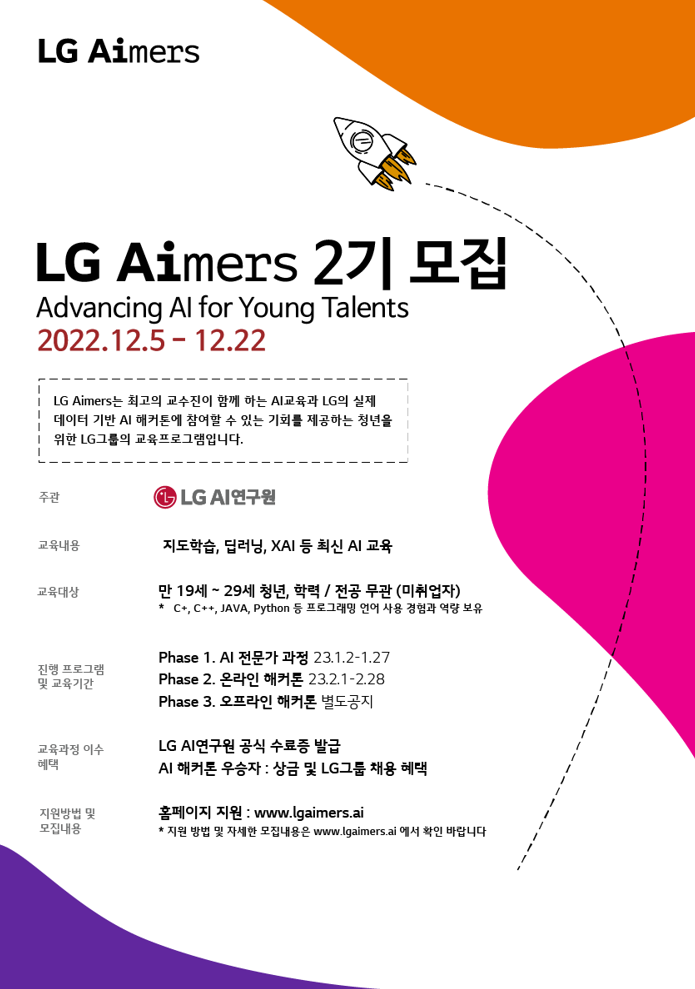 LG Aimers
LG Aimers 2기 모집
Advancing AI for Young Talents
2022.12.5 – 12.22
LG Aimers는 최고의 교수진이 함께 하는 AI교육과 LG의 실제
데이터 기반 AI 해커톤에 참여할 수 있는 기회를 제공하는 청년을
위한 LG그룹의 교육프로그램입니다.
주관
LG AI연구원
교육내용
지도학습, 딥러닝, XAI 등 최신 AI 교육
교육대상
만 19세 ~ 29세 청년, 학력 / 전공 무관 (미취업자)
* C+, C++, JAVA, Python 등 프로그래밍 언어 사용 경험과 역량 보유
진행 프로그램
및 교육기간
Phase 1. AI 전문가 과정 23.1.2-1.27
Phase 2. 온라인 해커톤 23.2.1-2.28
Phase 3. 오프라인 해커톤 별도공지
교육과정 이수
혜택
LG AI연구원 공식 수료증 발급
AI 해커톤 우승자 : 상금 및 LG그룹 채용 혜택
지원방법 및
모집내용
홈페이지 지원 : www.lgaimers.ai
* 지원 방법 및 자세한 모집내용은 www.lgaimers.ai 에서 확인 바랍니다